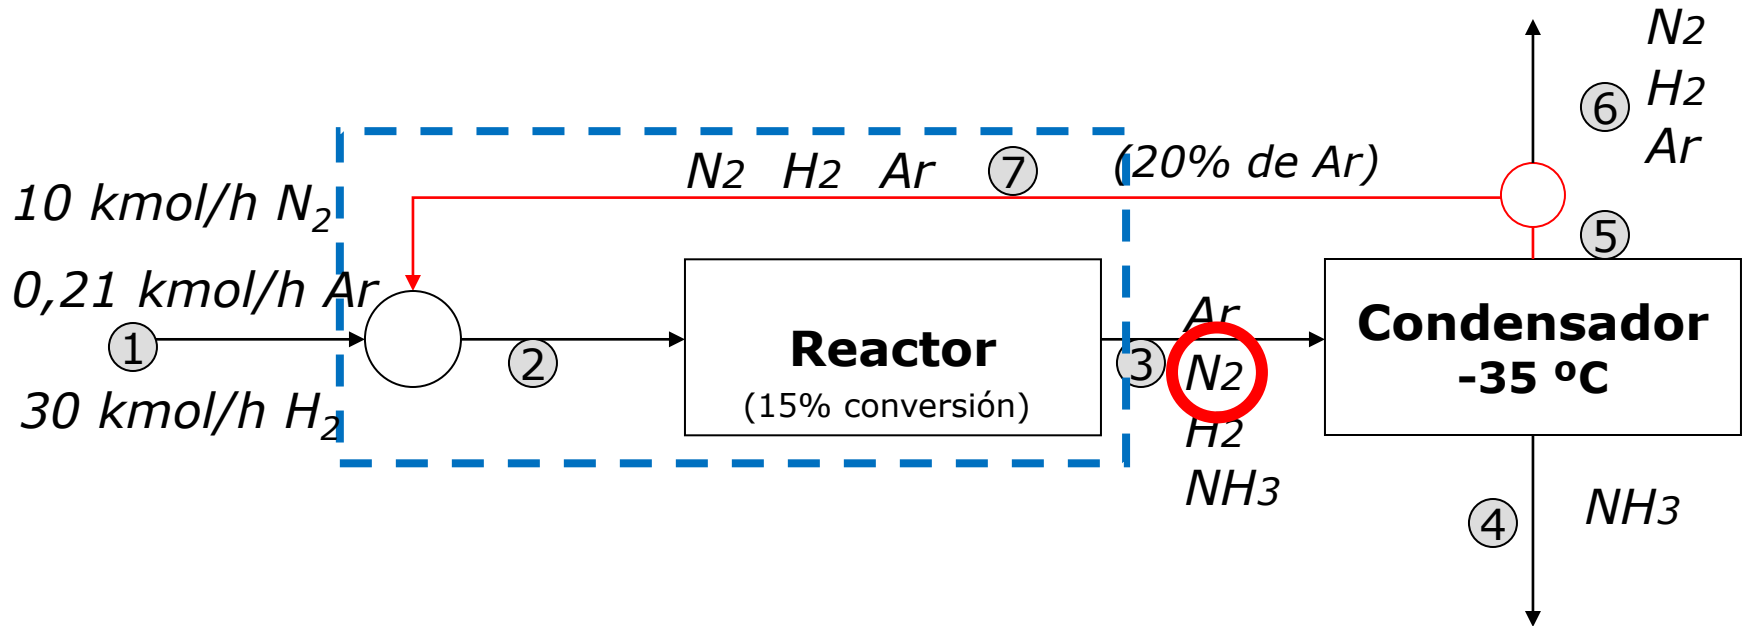 N2
H2
6
Ar
N2 H2 Ar 7 (20% de Ar)
10 kmol/h N2
5
0,21 kmol/h Ar
Ar
Condensador
-35 ºC
1
2
Reactor
3
N2
(15% conversión)
30 kmol/h H2
H2
NH3
4
NH3